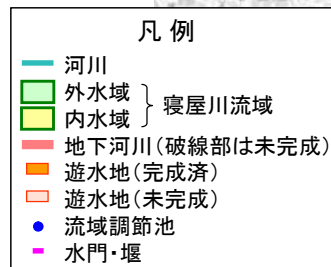 凡例
河川
外水域
内水域
寝屋川流域
地下河川(破線部は未完成)
遊水地(完成済)
遊水地(未完成)
流域調節池
水門・堰